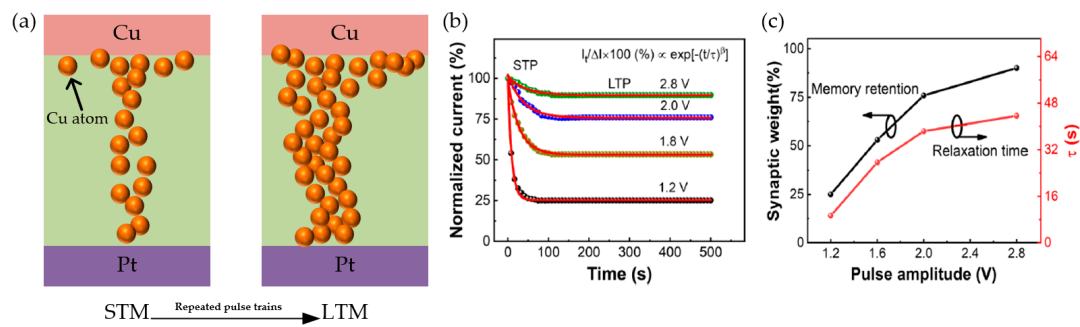 (a)
Cu
Cu atom
Pt
Cu
Pt
STM Repeated pulse trains LTM
(b)
Normalized current (%)
100
75
50
25
0
I_t/ΔI×100 (%) ∝ exp[-(t/τ)^β]
STP
LTP
2.8 V
2.0 V
1.8 V
1.2 V
0 100 200 300 400 500
Time (s)
(c)
Synaptic weight(%)
100
75
50
25
0
Memory retention
Relaxation time
1.2 1.6 2.0 2.8
Pulse amplitude (V)
64
48
32
16
0
τ (s)